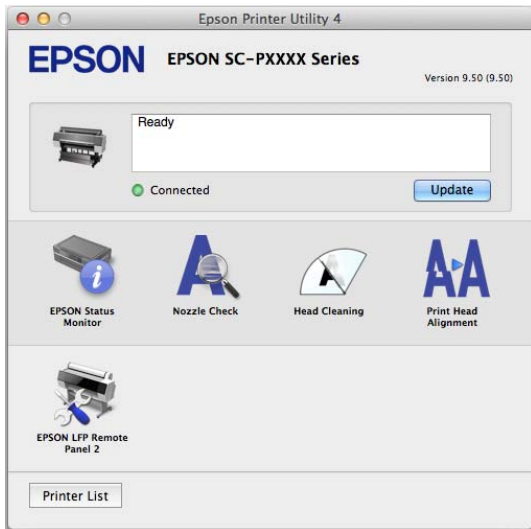 Epson Printer Utility 4
EPSON
EPSON SC-PXXXX Series
Version 9.50 (9.50)
Ready
Connected
Update
EPSON Status
Monitor
Nozzle Check
Head Cleaning
Print Head
Alignment
EPSON LFP Remote
Panel 2
Printer List